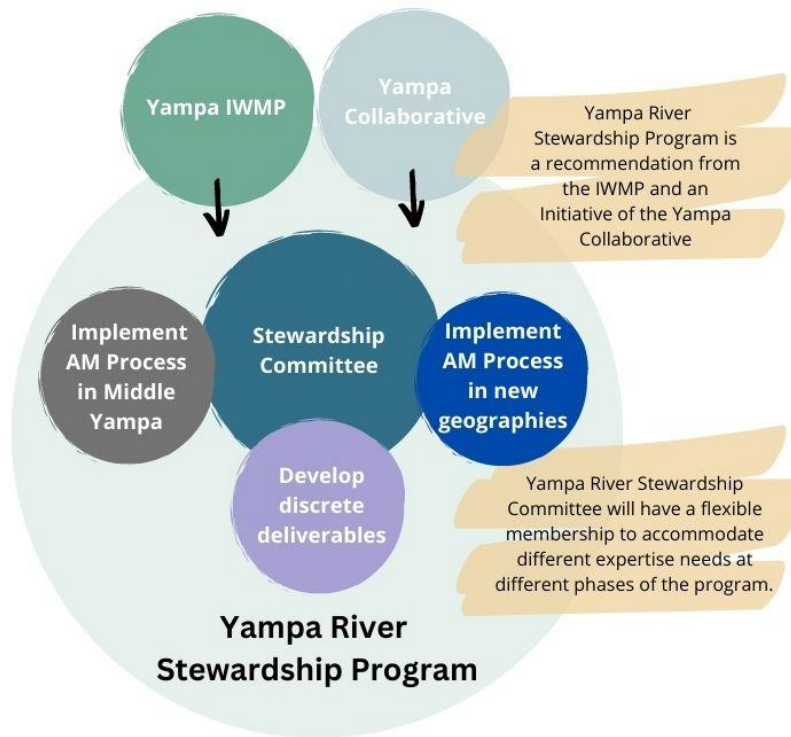 Yampa IWMP
Yampa
Collaborative
Yampa River
Stewardship Program is
a recommendation from
the IWMP and an
Initiative of the Yampa
Collaborative
Implement
AM Process
in Middle
Yampa
Stewardship
Committee
Implement
AM Process
in new
geographies
Develop
discrete
deliverables
Yampa River Stewardship
Committee will have a flexible
membership to accommodate
different expertise needs at
different phases of the program.
Yampa River
Stewardship Program